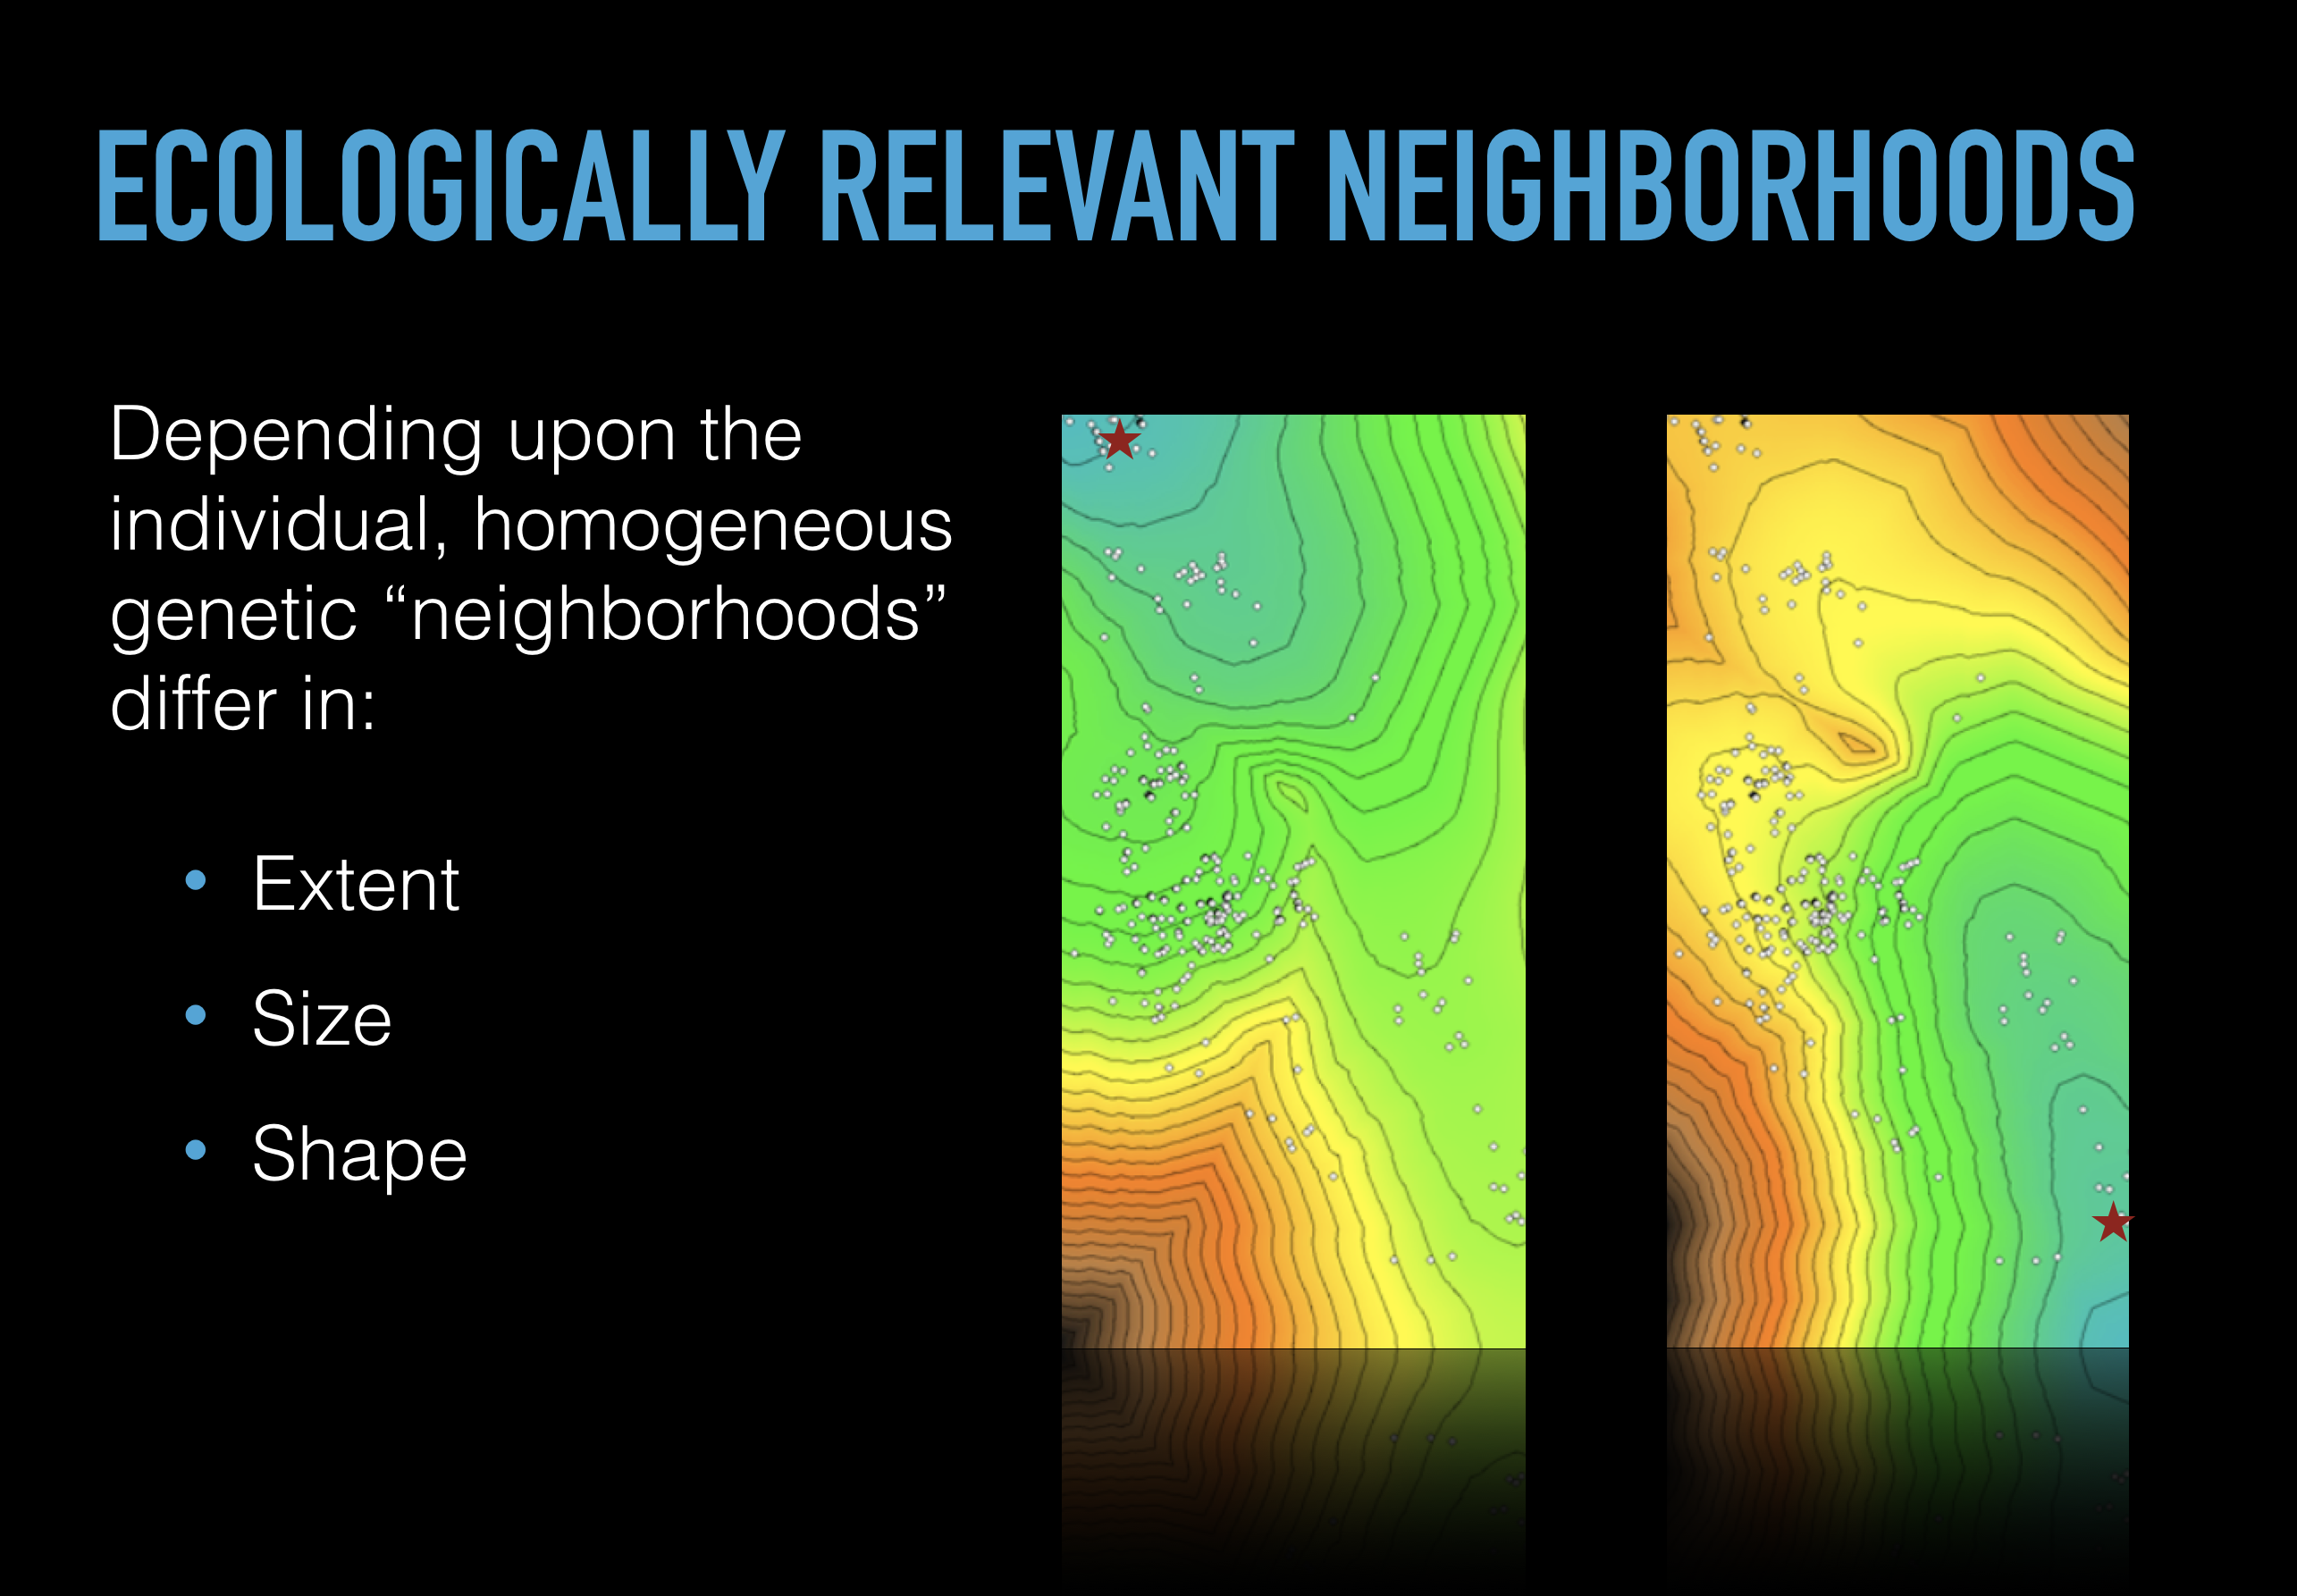 ECOLOGICALLY RELEVANT NEIGHBORHOODS
Depending upon the
individual, homogeneous
genetic “neighborhoods”
differ in:
• Extent
• Size
• Shape